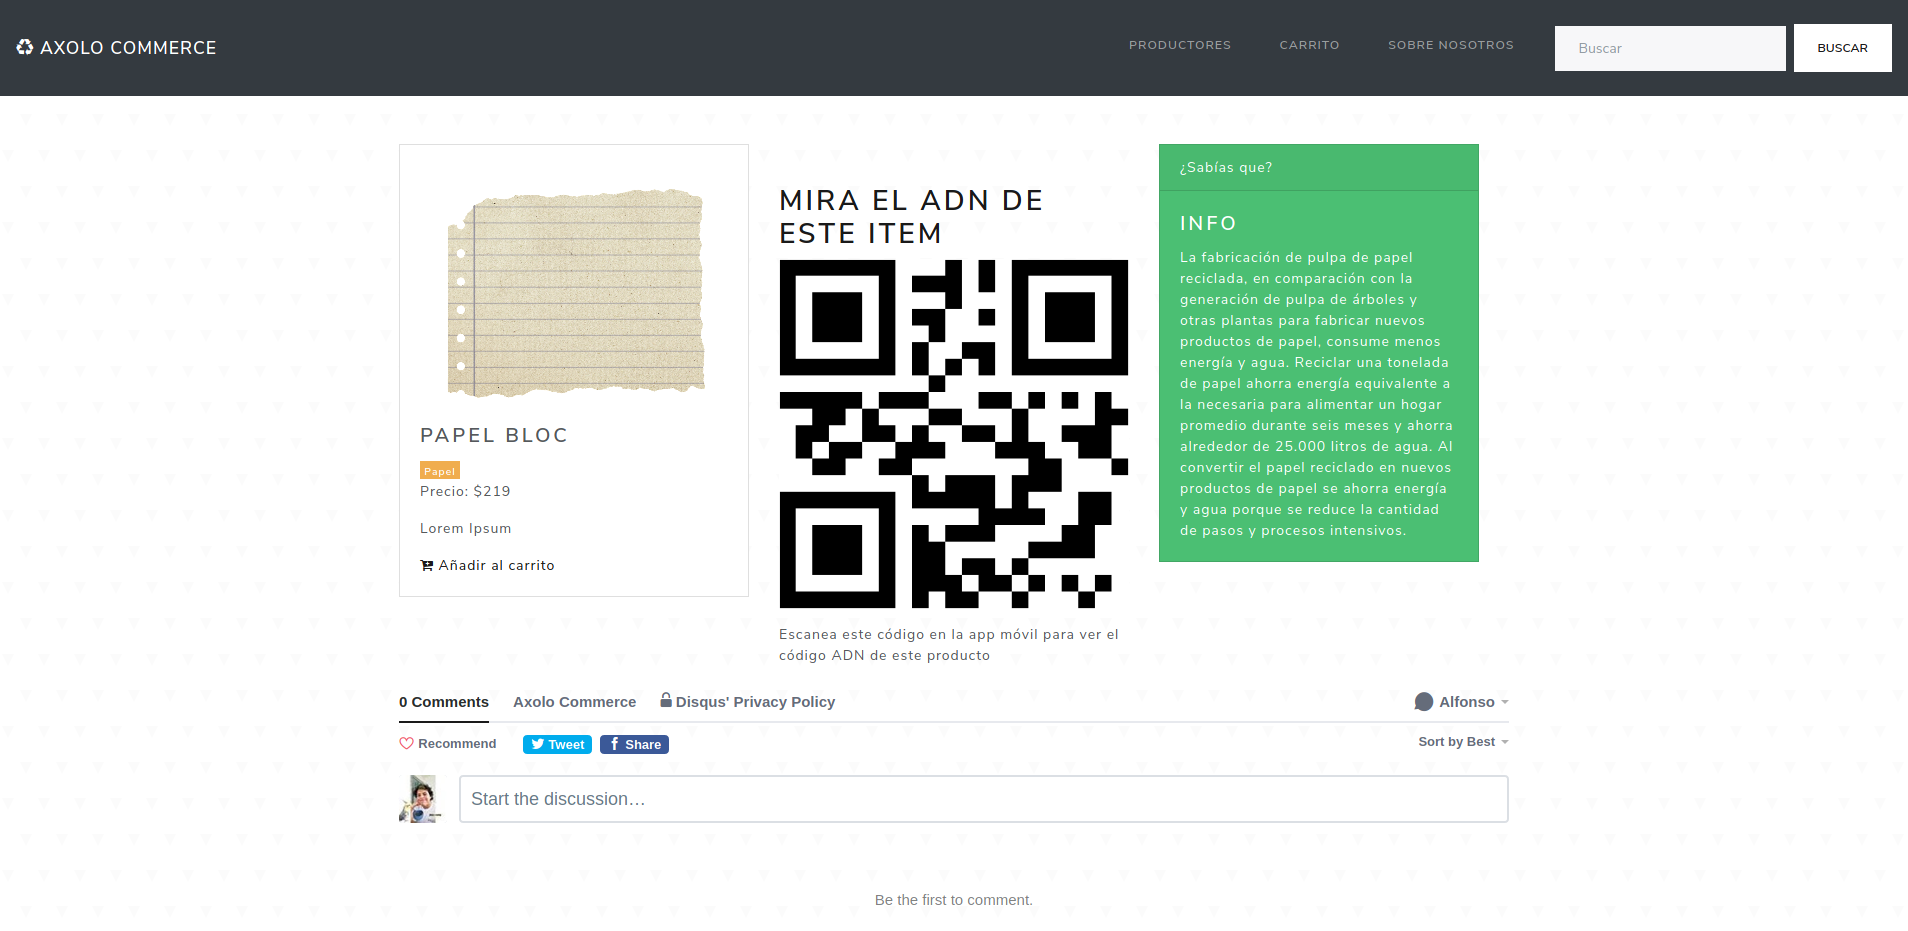 AXOLO COMMERCE
PRODUCTORES
CARRITO
SOBRE NOSOTROS
Buscar
BUSCAR
PAPEL BLOC
Papel
Precio: $219
Lorem Ipsum
Añadir al carrito
MIRA EL ADN DE
ESTE ITEM
Escanea este código en la app móvil para ver el
código ADN de este producto
¿Sabías que?
INFO
La fabricación de pulpa de papel
reciclada, en comparación con la
generación de pulpa de árboles y
otras plantas para fabricar nuevos
productos de papel, consume menos
energía y agua. Reciclar una tonelada
de papel ahorra energía equivalente a
la necesaria para alimentar un hogar
promedio durante seis meses y ahorra
alrededor de 25.000 litros de agua. Al
convertir el papel reciclado en nuevos
productos de papel se ahorra energía
y agua porque se reduce la cantidad
de pasos y procesos intensivos.
0 Comments
Axolo Commerce
Disqus' Privacy Policy
Alfonso
Recommend
Tweet
Share
Sort by Best
Start the discussion…
Be the first to comment.